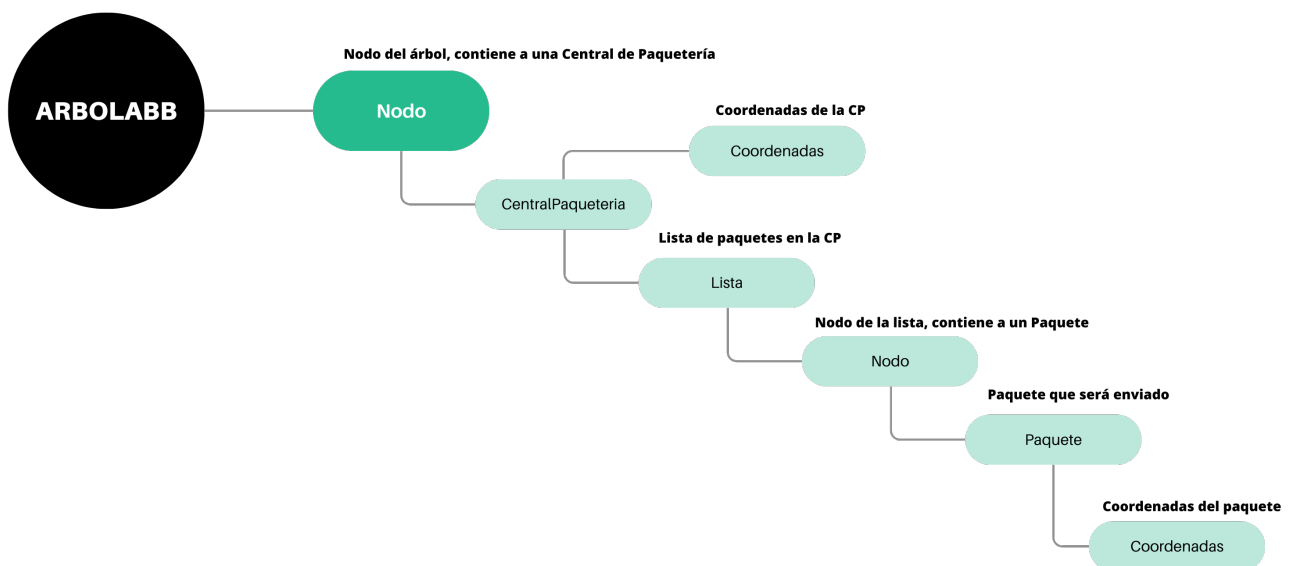 Nodo del árbol, contiene a una Central de Paquetería
ARBOLABB
Nodo
Coordenadas de la CP
Coordenadas
CentralPaqueteria
Lista de paquetes en la CP
Lista
Nodo de la lista, contiene a un Paquete
Nodo
Paquete que será enviado
Paquete
Coordenadas del paquete
Coordenadas